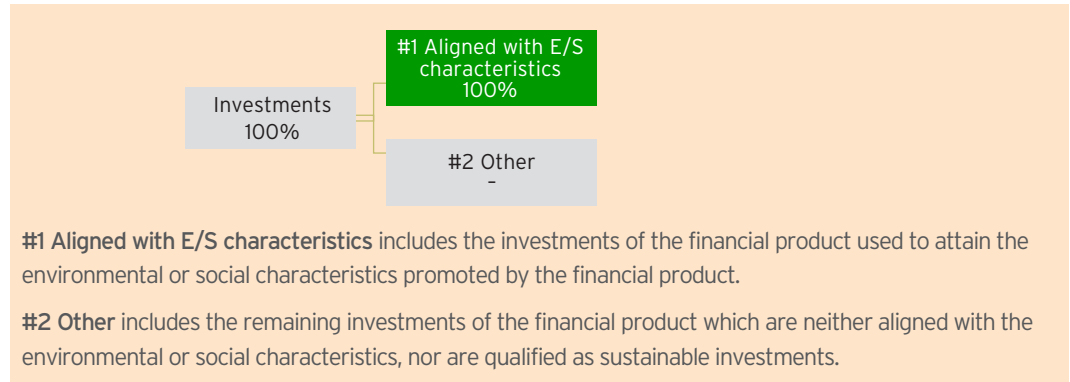 #1 Aligned with E/S
characteristics
100%
Investments
100%
#2 Other
–
#1 Aligned with E/S characteristics includes the investments of the financial product used to attain the
environmental or social characteristics promoted by the financial product.
#2 Other includes the remaining investments of the financial product which are neither aligned with the
environmental or social characteristics, nor are qualified as sustainable investments.